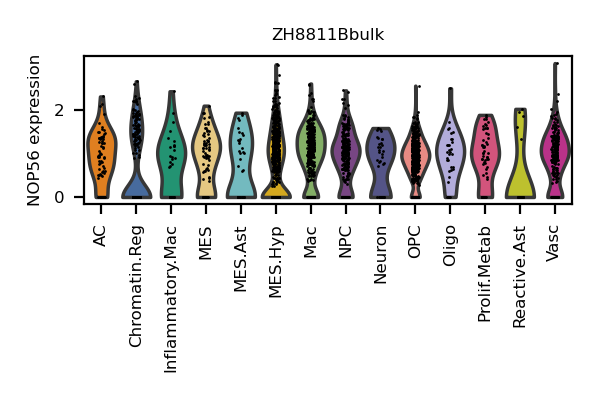 ZH8811Bbulk
NOP56 expression
2
0
AC
Chromatin.Reg
Inflammatory.Mac
MES
MES.Ast
MES.Hyp
Mac
NPC
Neuron
OPC
Oligo
Prolif.Metab
Reactive.Ast
Vasc